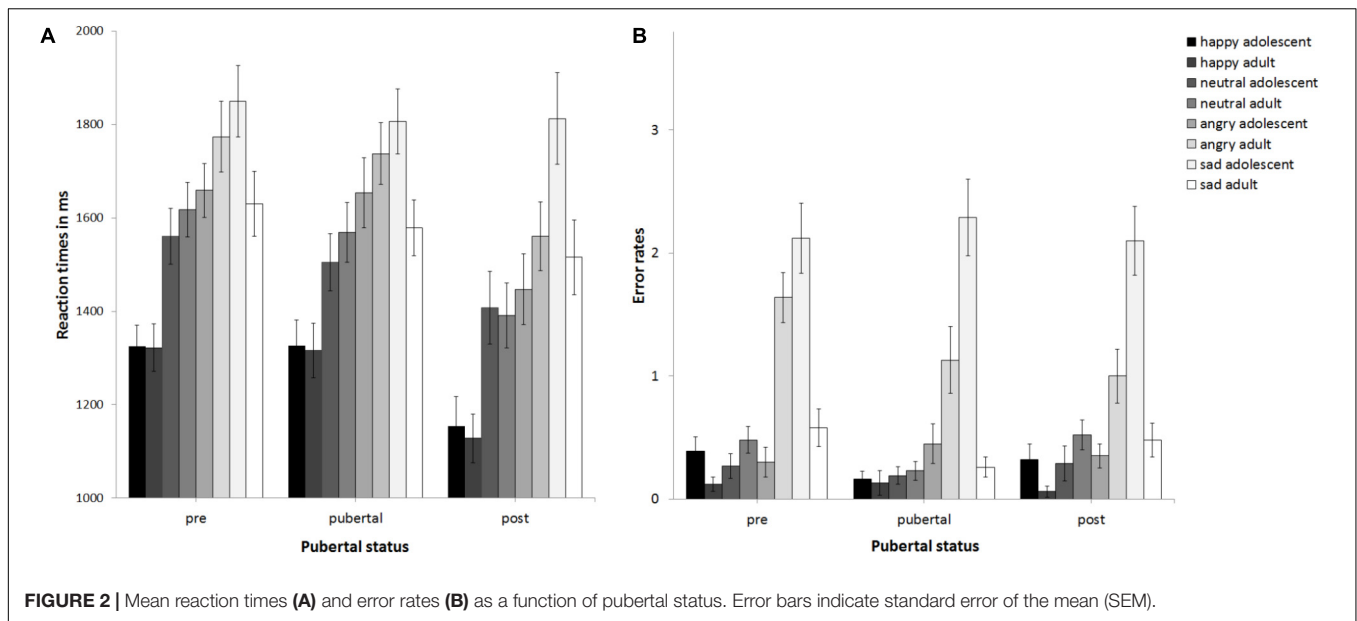 A
2000
1800
1600
1400
1200
1000
Reaction times in ms
pre
pubertal
post
Pubertal status
B
3
2
1
0
Error rates
pre
pubertal
post
Pubertal status
happy adolescent
happy adult
neutral adolescent
neutral adult
angry adolescent
angry adult
sad adolescent
sad adult
FIGURE 2 | Mean reaction times (A) and error rates (B) as a function of pubertal status. Error bars indicate standard error of the mean (SEM).